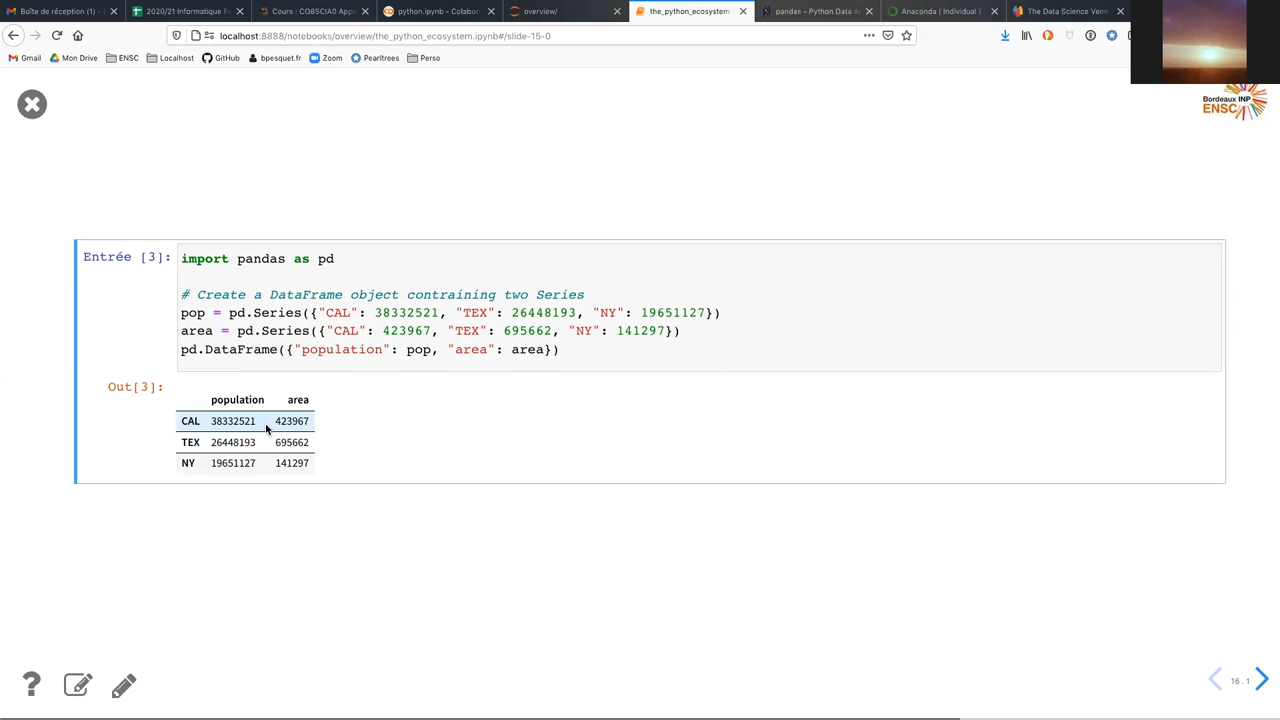 Boîte de réception (1) -
2020/21 Informatique Fe
Cours : COBSCIA0 Appr
python.ipynb - Colabora
overview/
the_python_ecosystem -
pandas - Python Data A
Anaconda | Individual E
The Data Science Venn
localhost:8888/notebooks/overview/the_python_ecosystem.ipynb#/slide-15-0
Gmail
Mon Drive
ENSC
Localhost
GitHub
bpesquet.fr
Zoom
Pearltrees
Perso
Bordeaux INP
ENSC
Entrée [3]:
import pandas as pd
# Create a DataFrame object contraining two Series
pop = pd.Series({"CAL": 38332521, "TEX": 26448193, "NY": 19651127})
area = pd.Series({"CAL": 423967, "TEX": 695662, "NY": 141297})
pd.DataFrame({"population": pop, "area": area})
Out[3]:
population area
CAL 38332521 423967
TEX 26448193 695662
NY 19651127 141297
?
16.1